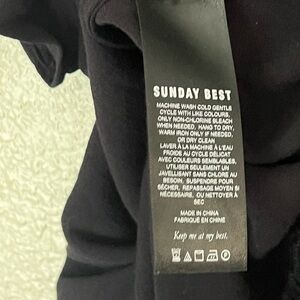 SUNDAY BEST
MACHINE WASH COLD GENTLE
CYCLE WITH LIKE COLOURS,
ONLY NON-CHLORINE BLEACH
WHEN NEEDED. HANG TO DRY,
WARM IRON ONLY IF NEEDED,
OR DRY CLEAN
LAVER À LA MACHINE À L'EAU
FROIDE AU CYCLE DÉLICAT
AVEC COULEURS SEMBLABLES,
UTILISER SEULEMENT UN
JAVELLISANT SANS CHLORE AU
BESOIN. SUSPENDRE POUR
SÉCHER, REPASSAGE MOYEN SI
NÉCESSAIRE, OU NETTOYER À
SEC
MADE IN CHINA
FABRIQUÉ EN CHINE
Keep me at my best.